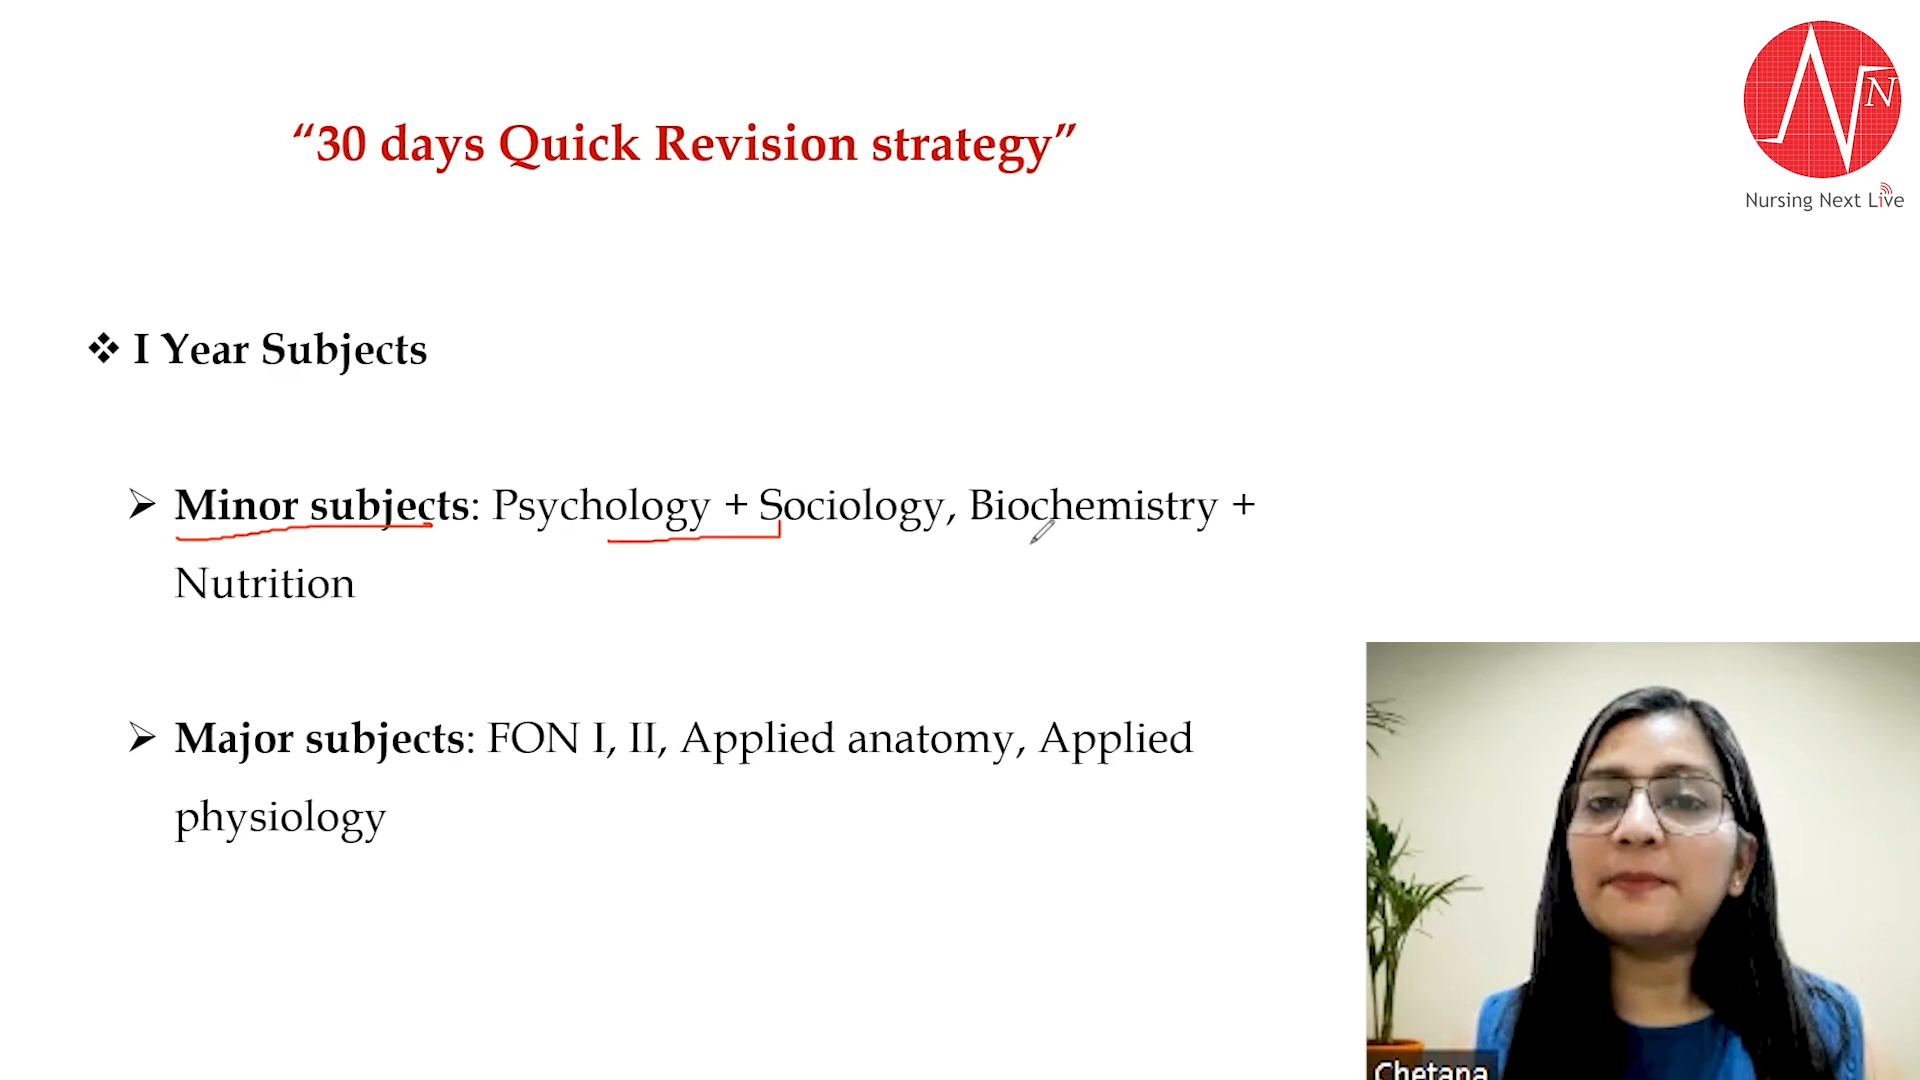 “30 days Quick Revision strategy”
N
Nursing Next Live
❖ I Year Subjects
➢ Minor subjects: Psychology + Sociology, Biochemistry +
Nutrition
➢ Major subjects: FON I, II, Applied anatomy, Applied
physiology
Chetana